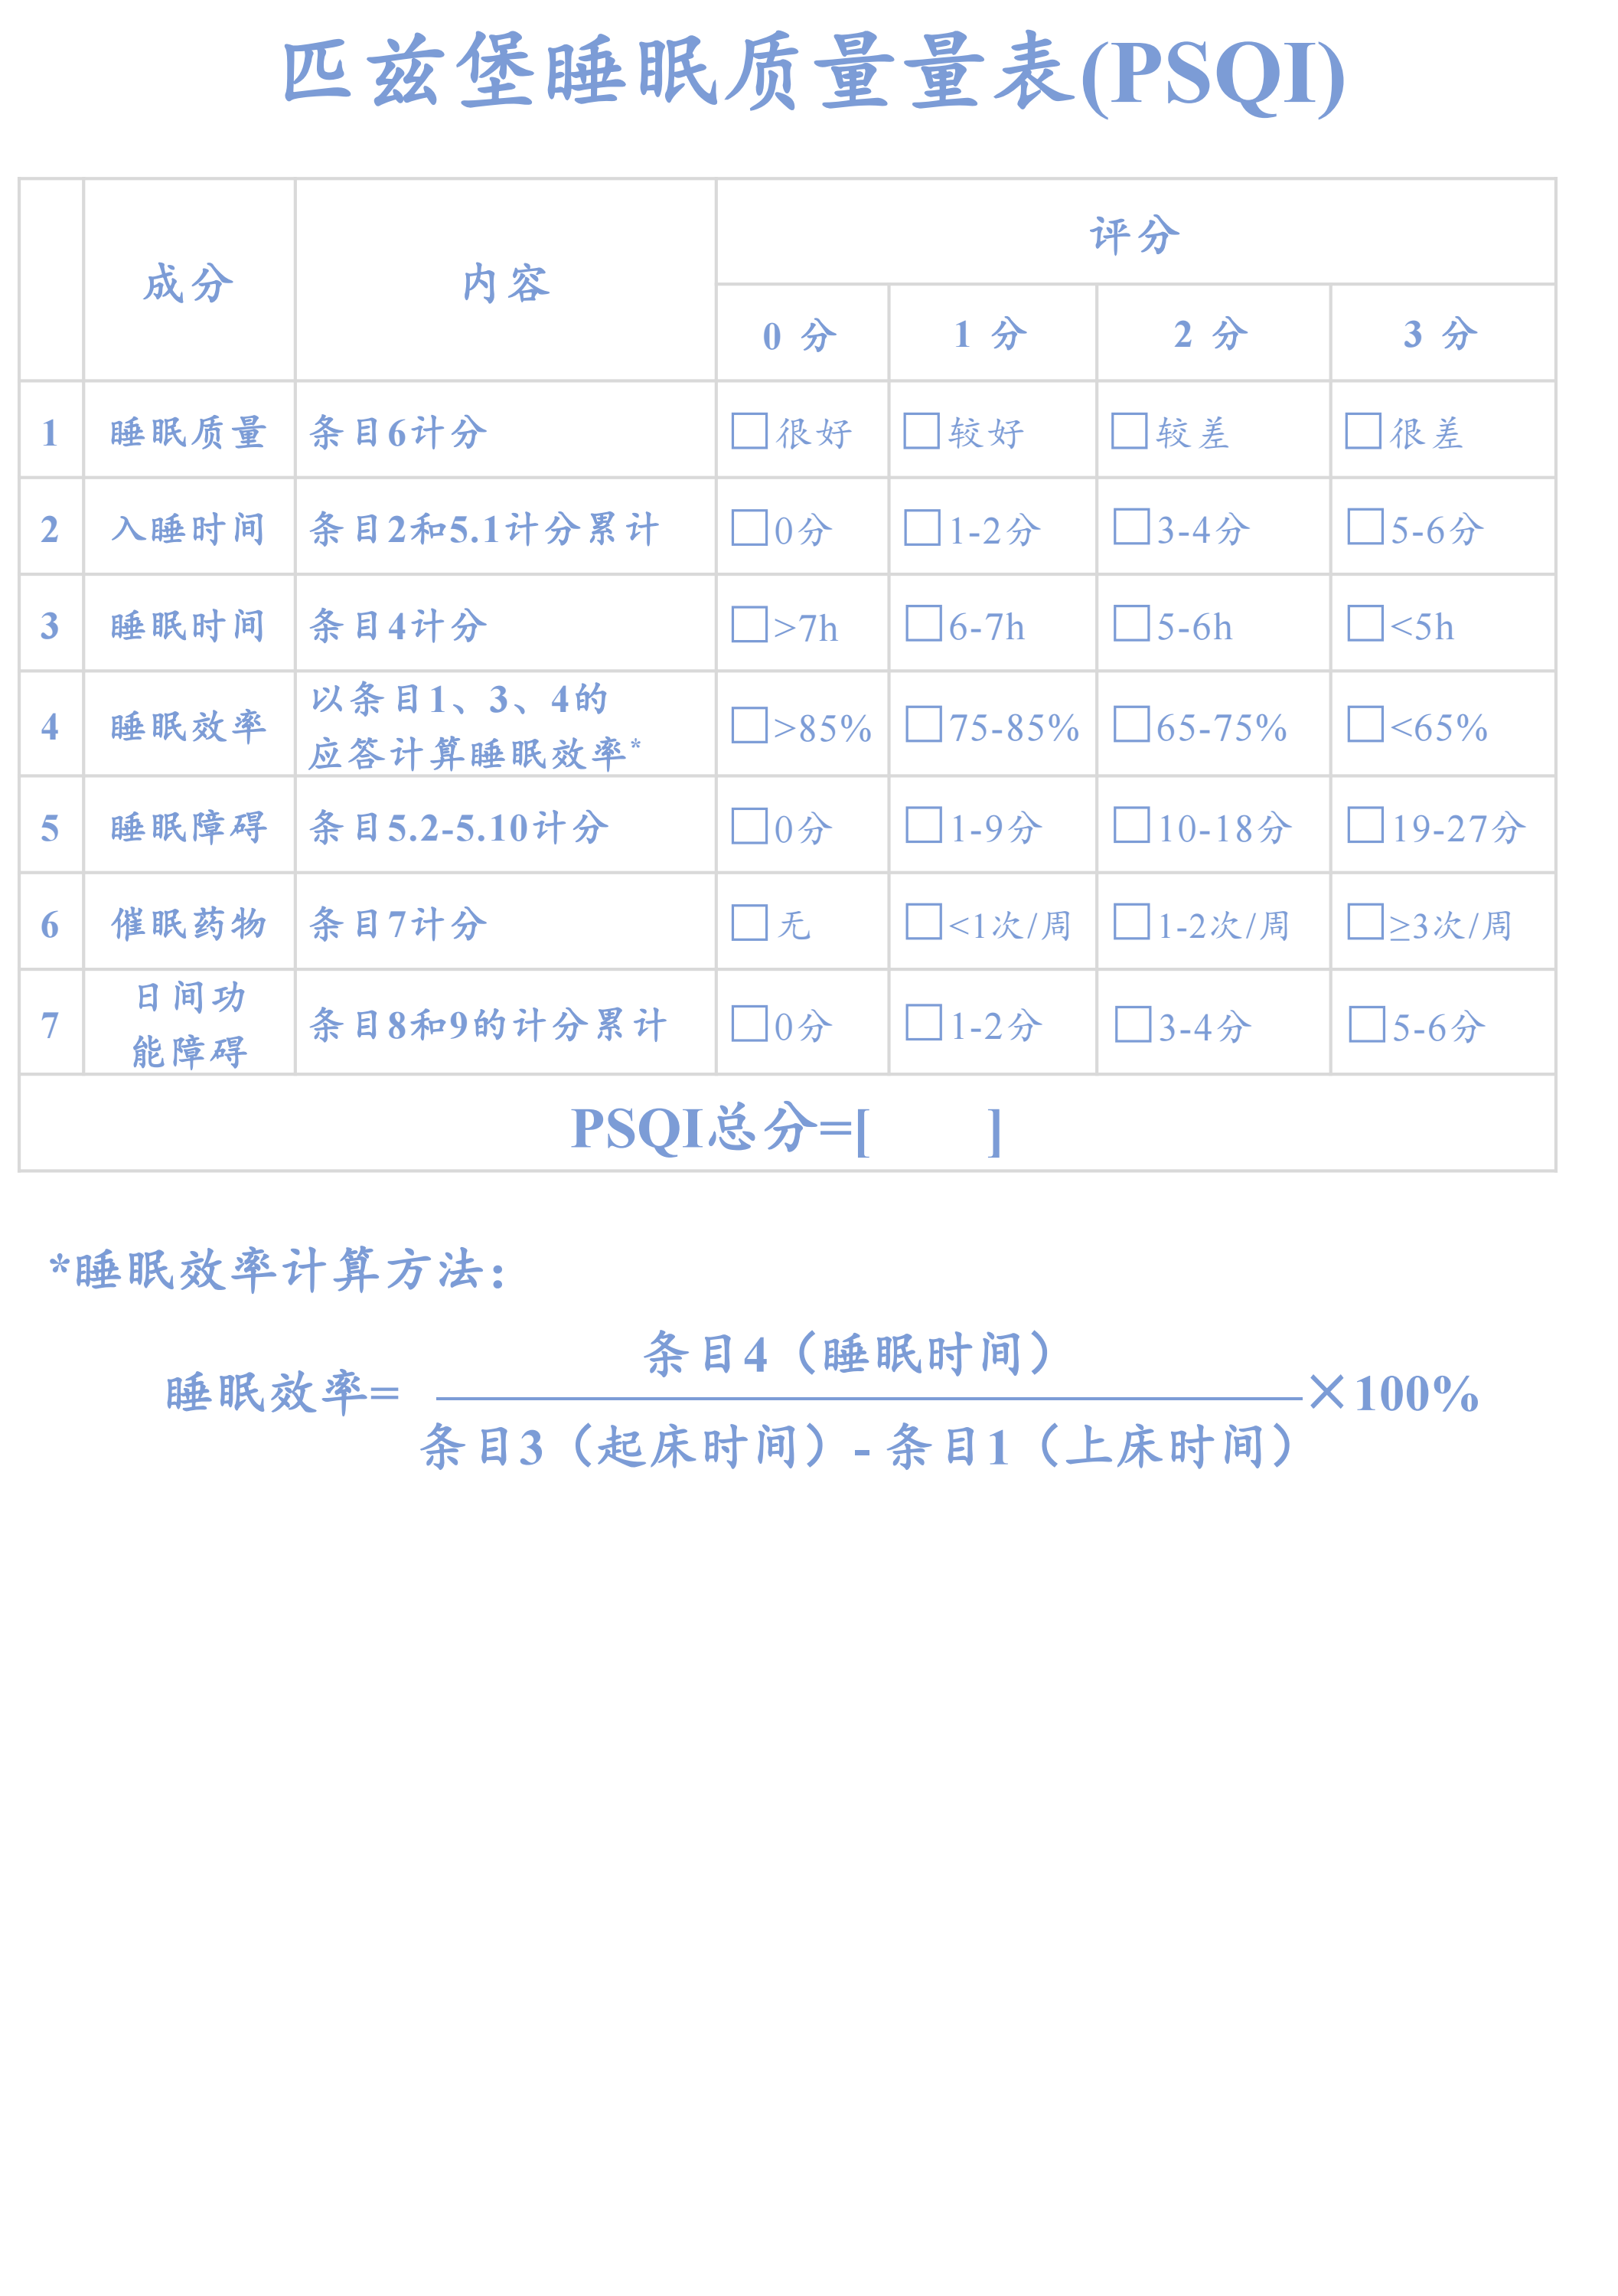 匹兹堡睡眠质量量表(PSQI)
成分 内容 评分
0 分 1 分 2 分 3 分
1 睡眠质量 条目6计分 □很好 □较好 □较差 □很差
2 入睡时间 条目2和5.1计分累计 □0分 □1-2分 □3-4分 □5-6分
3 睡眠时间 条目4计分 □>7h □6-7h □5-6h □<5h
4 睡眠效率 以条目1、3、4的
应答计算睡眠效率* □>85% □75-85% □65-75% □<65%
5 睡眠障碍 条目5.2-5.10计分 □0分 □1-9分 □10-18分 □19-27分
6 催眠药物 条目7计分 □无 □<1次/周 □1-2次/周 □≥3次/周
7 日间功
能障碍 条目8和9的计分累计 □0分 □1-2分 □3-4分 □5-6分
PSQI总分=[ ]
*睡眠效率计算方法：
条目4（睡眠时间）
睡眠效率= ×100%
条目3（起床时间）- 条目1（上床时间）